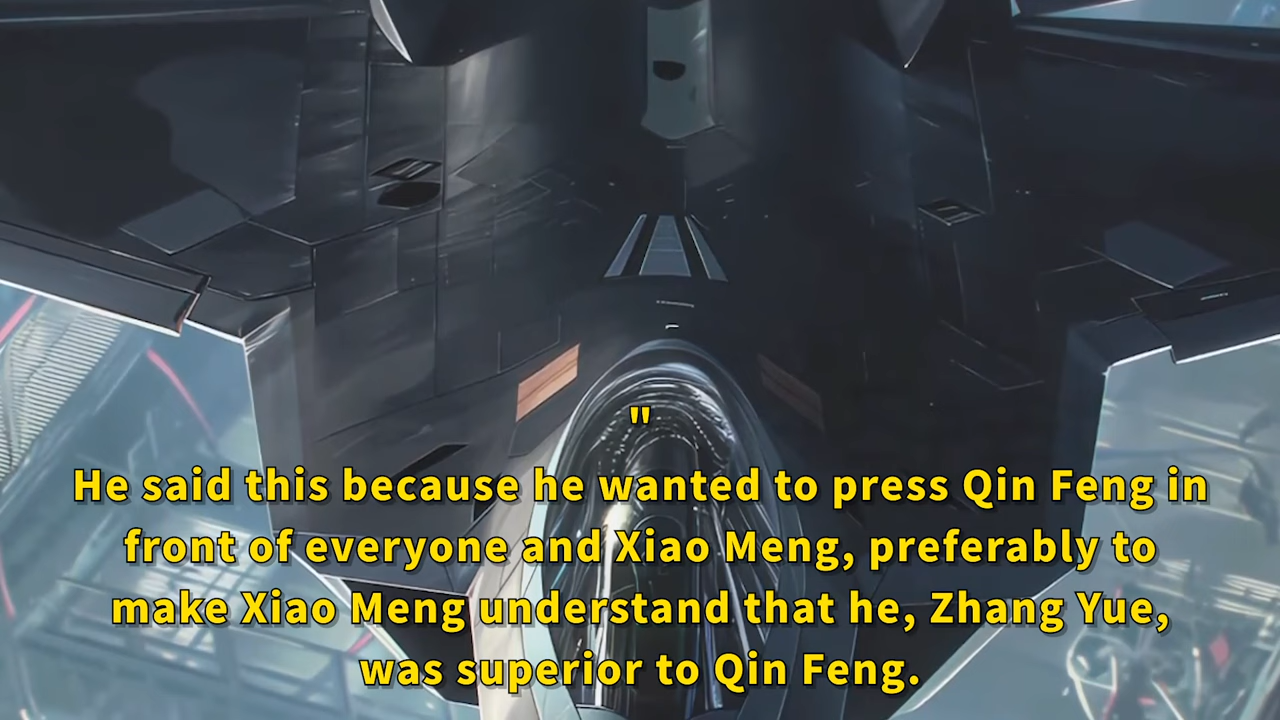 "
He said this because he wanted to press Qin Feng in
front of everyone and Xiao Meng, preferably to
make Xiao Meng understand that he, Zhang Yue,
was superior to Qin Feng.